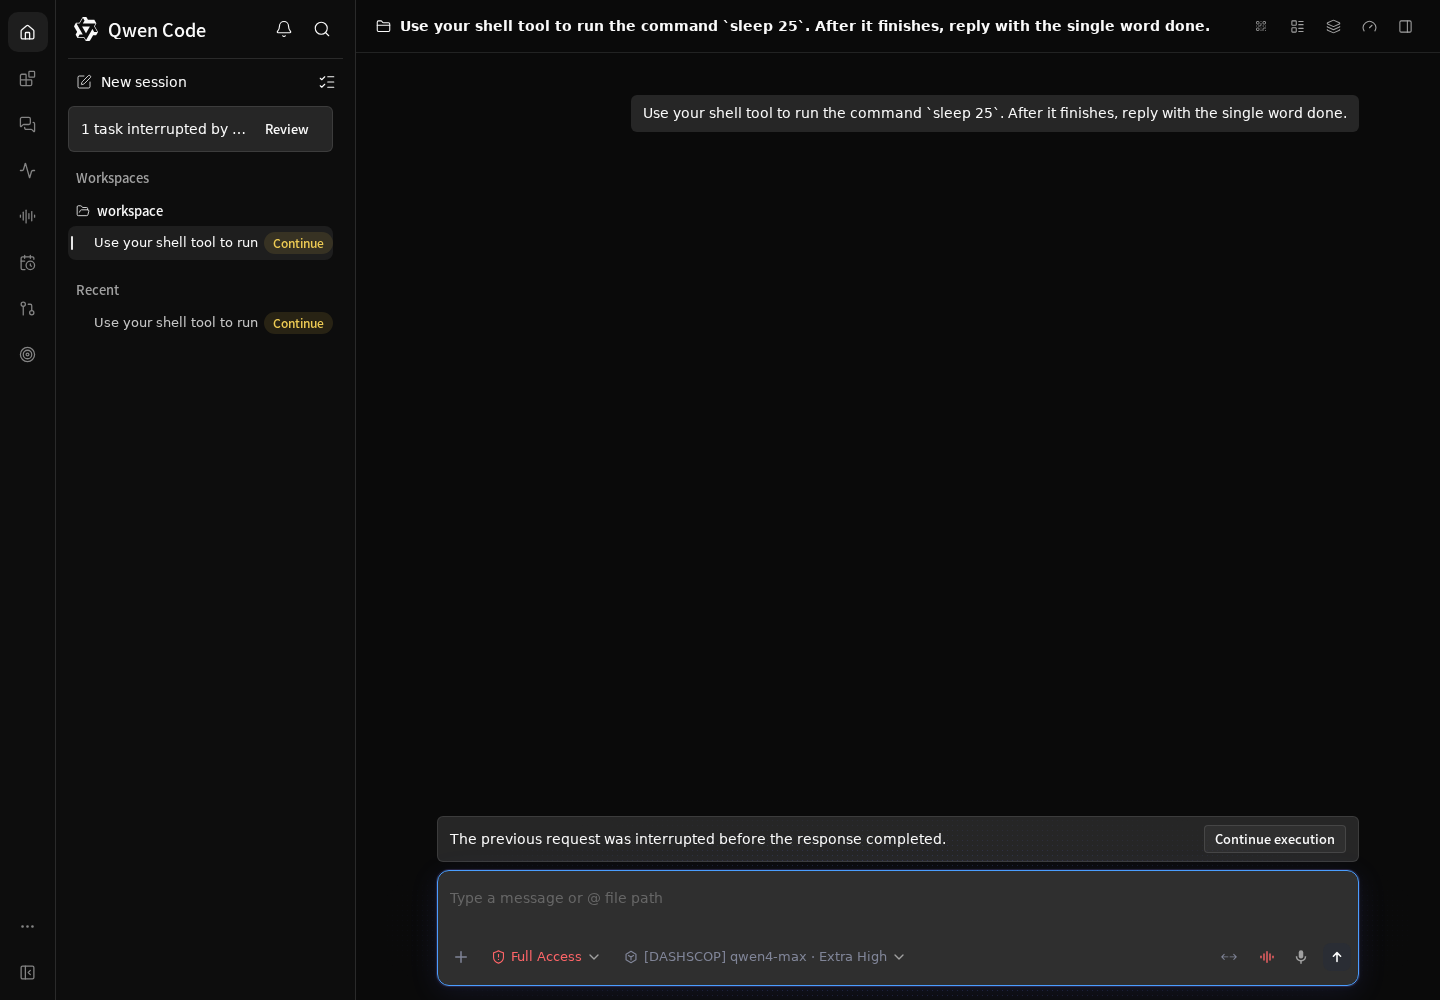 Qwen Code
New session
1 task interrupted by ...
Review
Workspaces
workspace
Use your shell tool to run
Continue
Recent
Use your shell tool to run
Continue
Use your shell tool to run the command `sleep 25`. After it finishes, reply with the single word done.
Use your shell tool to run the command `sleep 25`. After it finishes, reply with the single word done.
The previous request was interrupted before the response completed.
Continue execution
Type a message or @ file path
Full Access
[DASHSCOP] qwen4-max · Extra High